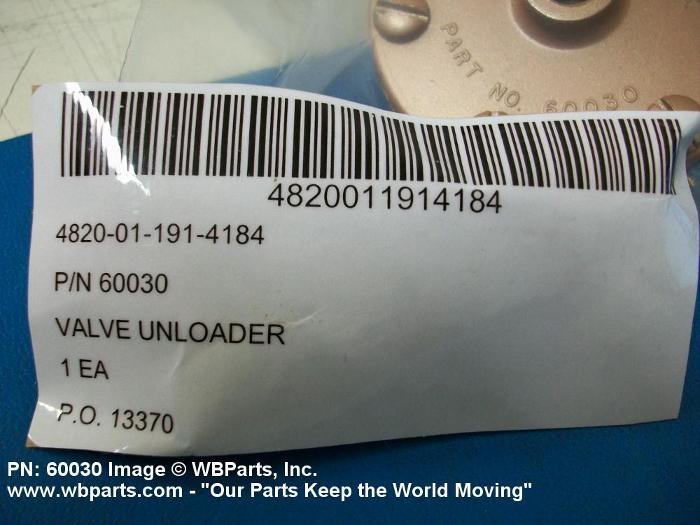 PART NO. 60030
4820011914184
4820-01-191-4184
P/N 60030
VALVE UNLOADER
1 EA
P.O. 13370
PN: 60030 Image © WBParts, Inc.
www.wbparts.com - "Our Parts Keep the World Moving"